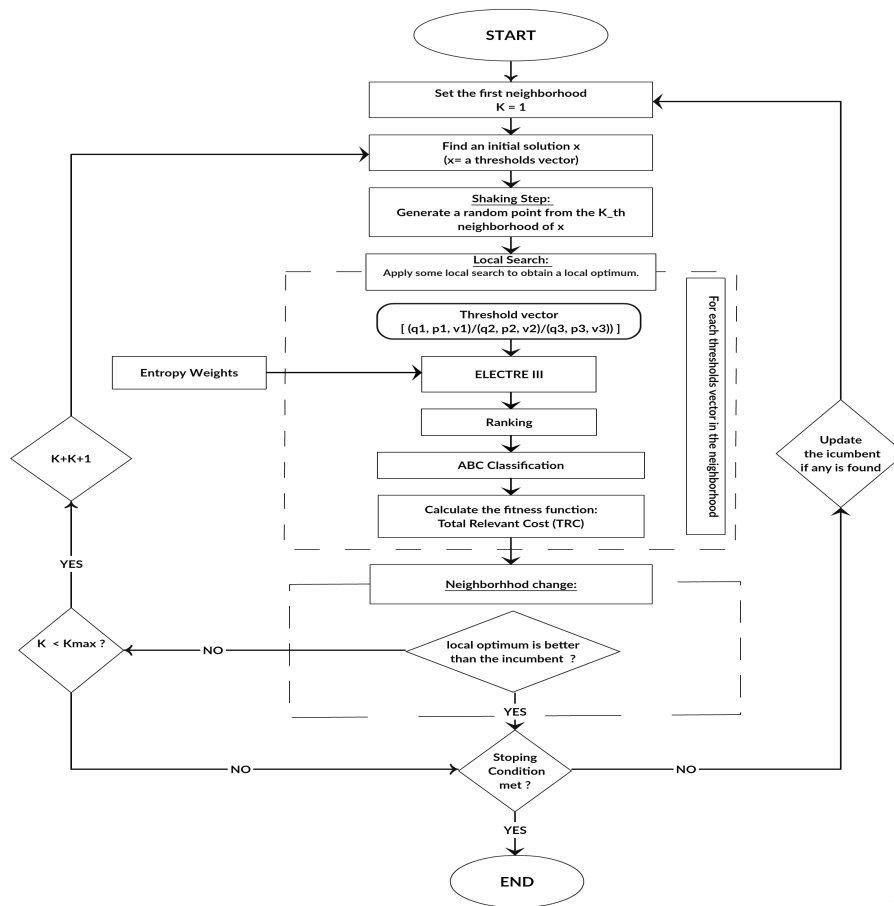 START
Set the first neighborhood
K = 1
Find an initial solution x
(x= a thresholds vector)
Shaking Step:
Generate a random point from the K_th
neighborhood of x
Local Search:
Apply some local search to obtain a local optimum.
For each thresholds vector in the neighborhood
Threshold vector
[ (q1, p1, v1)/(q2, p2, v2)/(q3, p3, v3)) ]
Entropy Weights
ELECTRE III
Ranking
ABC Classification
Calculate the fitness function:
Total Relevant Cost (TRC)
K+K+1
Update
the icumbent
if any is found
YES
Neighborhhod change:
K < Kmax ?
NO
local optimum is better
than the incumbent ?
YES
NO
Stoping
Condition
met ?
NO
YES
END